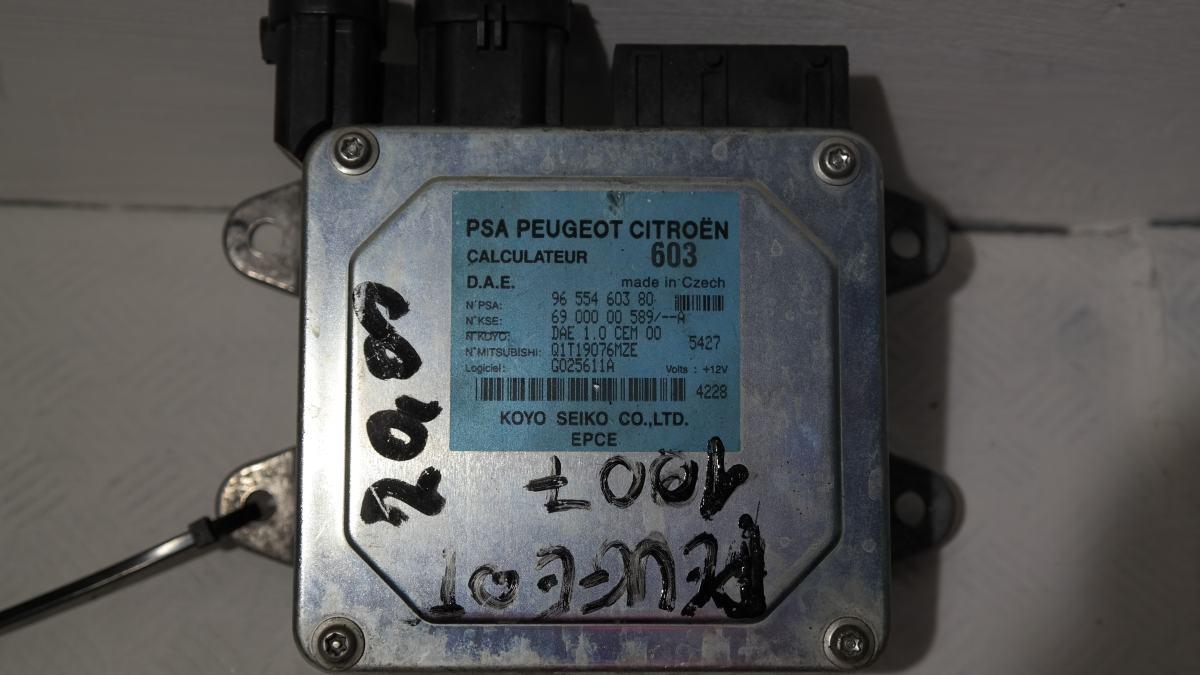 PSA PEUGEOT CITROËN
CALCULATEUR 603
D.A.E. made in Czech
N°PSA: 96 554 603 80
N°KSE: 69 000 00 589/--A
N°KOYO: DAE 1.0 CEM 00
5427
N°MITSUBISHI: Q1T19076MZE
Logiciel: G025611A Volts : +12V
4228
KOYO SEIKO CO.,LTD.
EPCE
PEUGEOT
1007